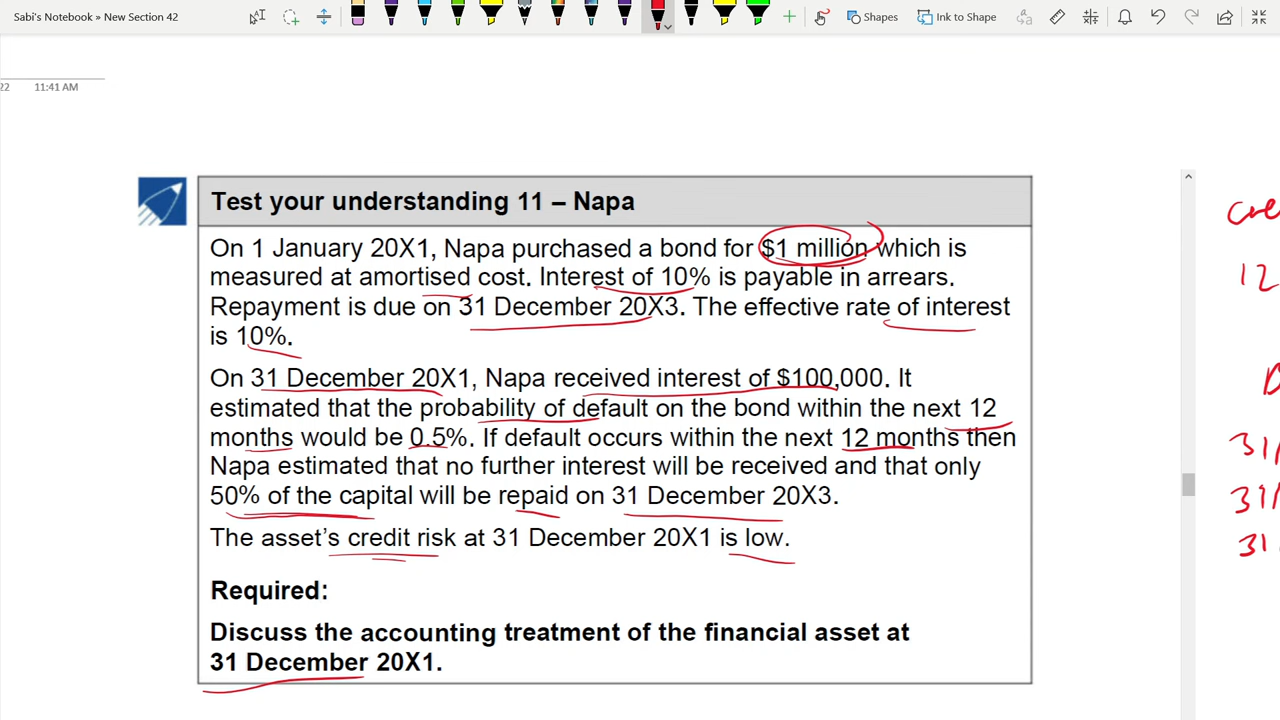 Sabi's Notebook » New Section 42
Shapes
Ink to Shape
22 11:41 AM
Test your understanding 11 – Napa
On 1 January 20X1, Napa purchased a bond for $1 million which is
measured at amortised cost. Interest of 10% is payable in arrears.
Repayment is due on 31 December 20X3. The effective rate of interest
is 10%.
On 31 December 20X1, Napa received interest of $100,000. It
estimated that the probability of default on the bond within the next 12
months would be 0.5%. If default occurs within the next 12 months then
Napa estimated that no further interest will be received and that only
50% of the capital will be repaid on 31 December 20X3.
The asset's credit risk at 31 December 20X1 is low.
Required:
Discuss the accounting treatment of the financial asset at
31 December 20X1.
Cre
12
31/
31/
31